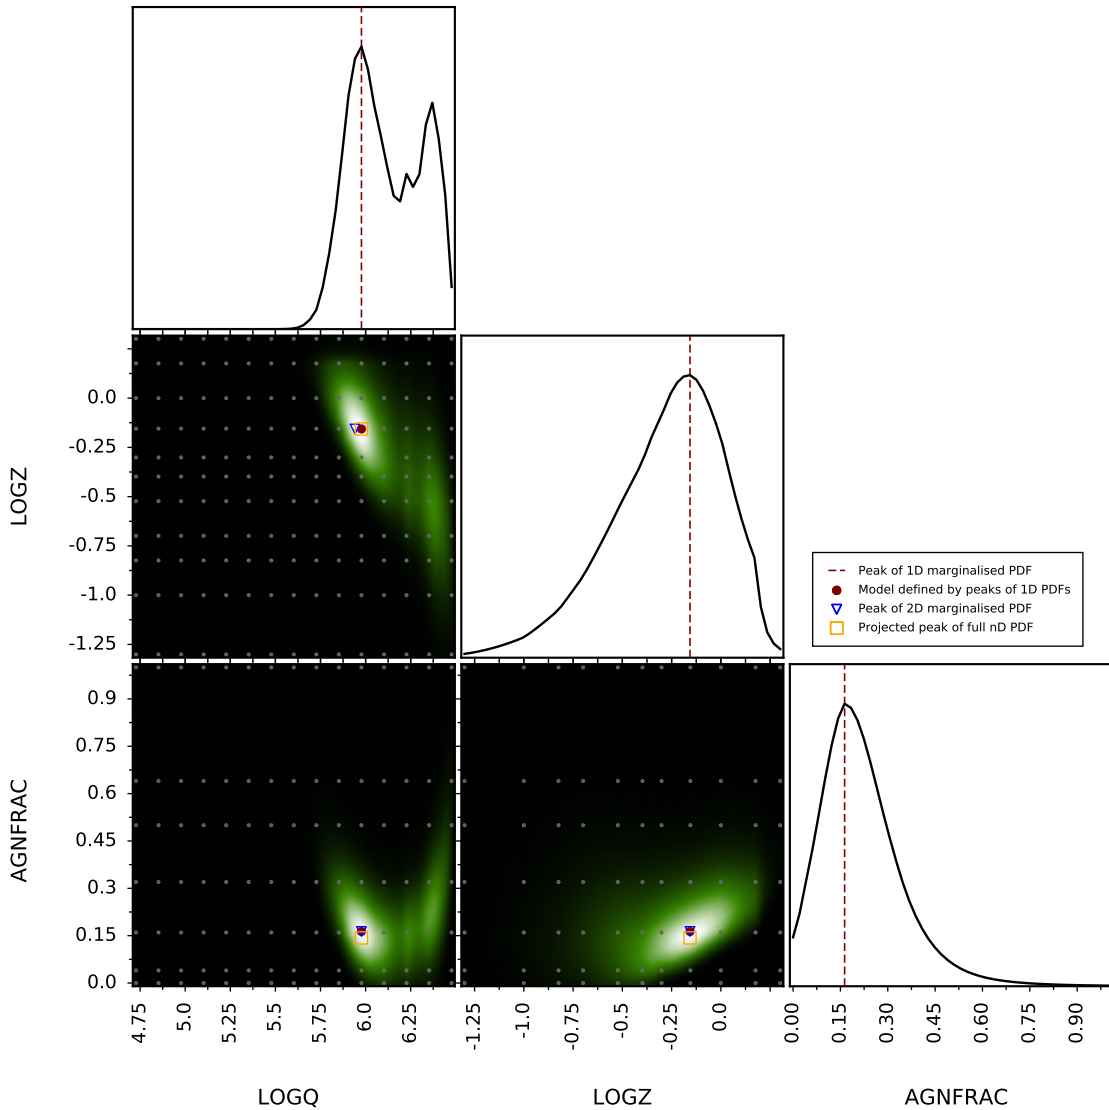 0.0
-0.25
-0.5
-0.75
-1.0
-1.25
LOGZ
Peak of 1D marginalised PDF
Model defined by peaks of 1D PDFs
Peak of 2D marginalised PDF
Projected peak of full nD PDF
0.9
0.75
0.6
0.45
0.3
0.15
0.0
AGNFRAC
4.75 5.0 5.25 5.5 5.75 6.0 6.25
-1.25 -1.0 -0.75 -0.5 -0.25 0.0
0.00 0.15 0.30 0.45 0.60 0.75 0.90
LOGQ LOGZ AGNFRAC